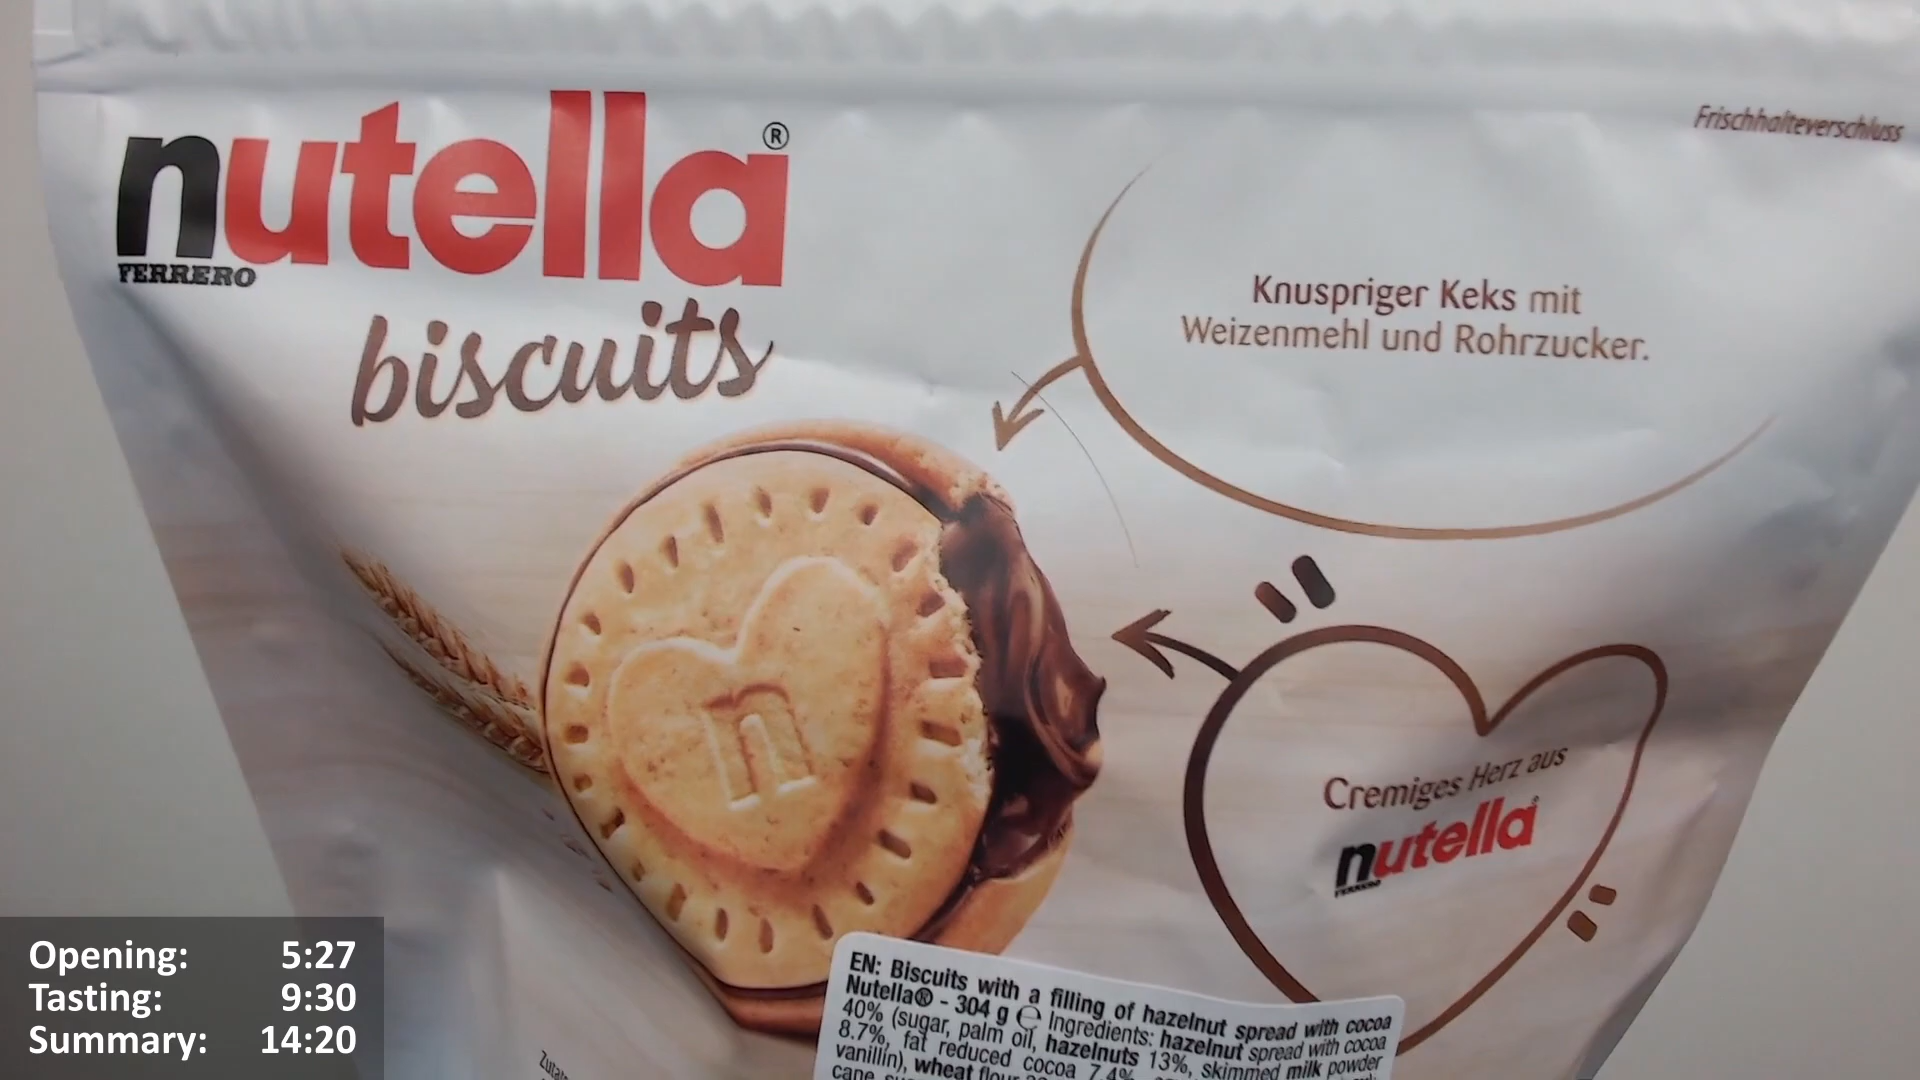 nutella®
FERRERO
biscuits
Frischhalteverschluss
Knuspriger Keks mit
Weizenmehl und Rohrzucker.
n
Cremiges Herz aus
nutella
FERRERO
EN: Biscuits with a filling of hazelnut spread with cocoa
Nutella® - 304 g ℮ Ingredients: hazelnut spread with cocoa
40% (sugar, palm oil, hazelnuts 13%, skimmed milk powder
8.7%, fat reduced cocoa 7.4%,
vanillin), wheat flour
cane
Opening: 5:27
Tasting: 9:30
Summary: 14:20